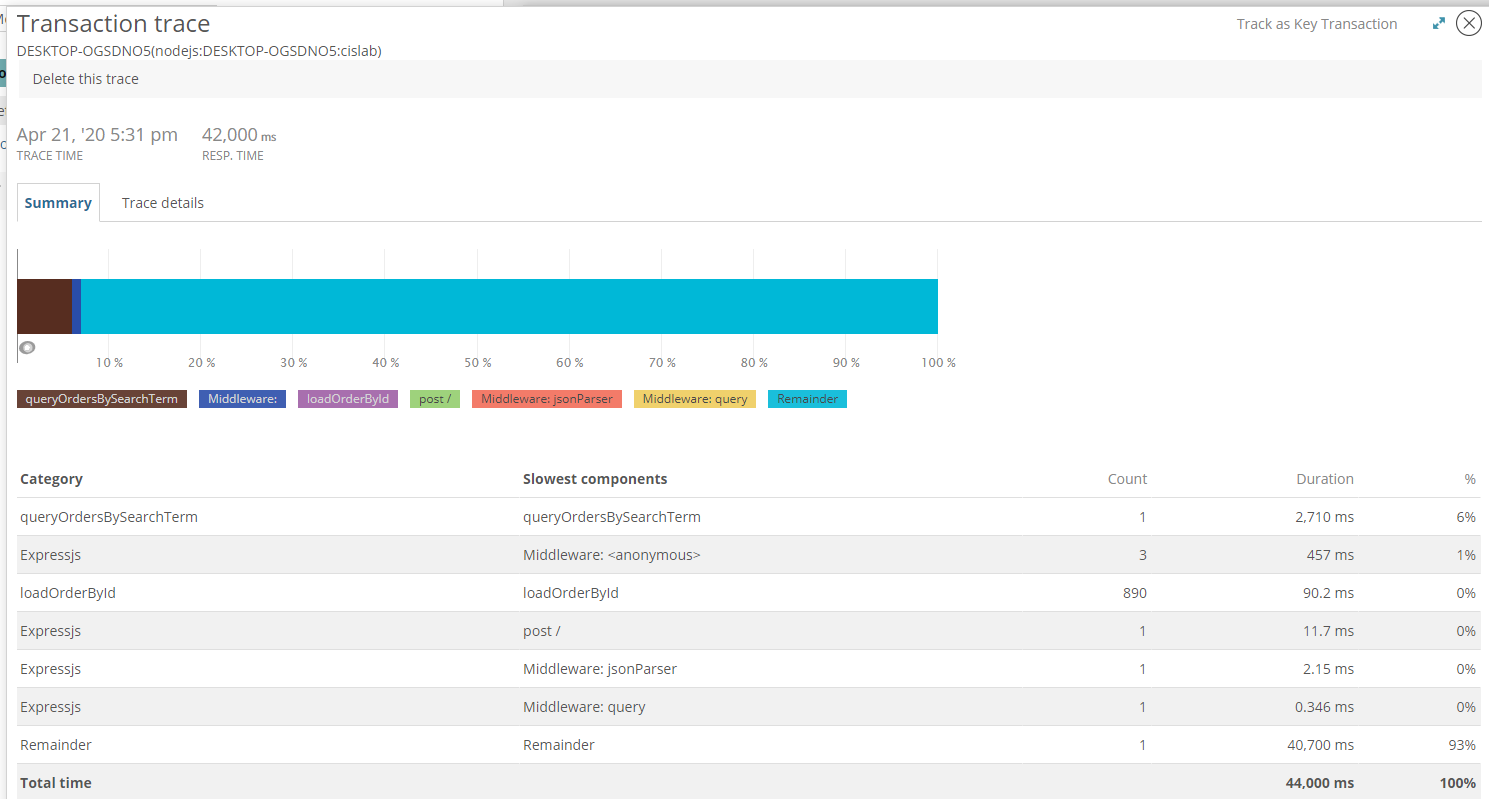 Transaction trace
Track as Key Transaction
DESKTOP-OGSDNO5(nodejs:DESKTOP-OGSDNO5:cislab)
Delete this trace
Apr 21, '20 5:31 pm 42,000 ms
TRACE TIME RESP. TIME
Summary Trace details
10 % 20 % 30 % 40 % 50 % 60 % 70 % 80 % 90 % 100 %
queryOrdersBySearchTerm Middleware: loadOrderById post / Middleware: jsonParser Middleware: query Remainder
Category Slowest components Count Duration %
queryOrdersBySearchTerm queryOrdersBySearchTerm 1 2,710 ms 6%
Expressjs Middleware: <anonymous> 3 457 ms 1%
loadOrderById loadOrderById 890 90.2 ms 0%
Expressjs post / 1 11.7 ms 0%
Expressjs Middleware: jsonParser 1 2.15 ms 0%
Expressjs Middleware: query 1 0.346 ms 0%
Remainder Remainder 1 40,700 ms 93%
Total time 44,000 ms 100%